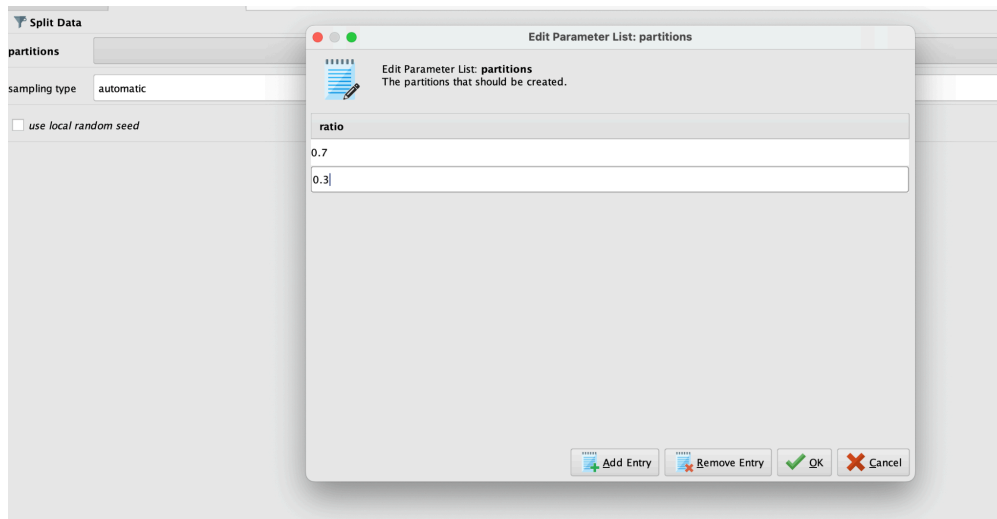 Split Data
partitions
sampling type automatic
use local random seed
Edit Parameter List: partitions
Edit Parameter List: partitions
The partitions that should be created.
ratio
0.7
0.3
Add Entry Remove Entry OK Cancel